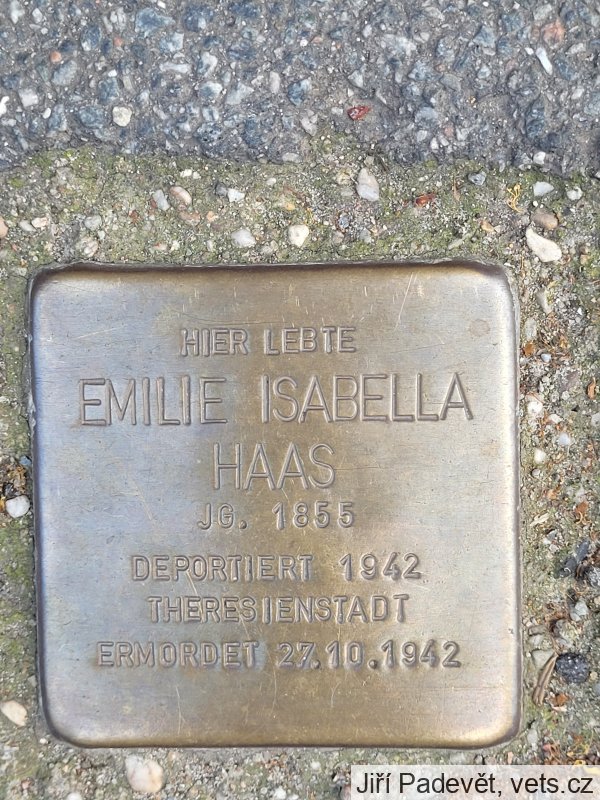 HIER LEBTE
EMILIE ISABELLA
HAAS
JG. 1855
DEPORTIERT 1942
THERESIENSTADT
ERMORDET 27.10.1942
Jiří Padevět, vets.cz